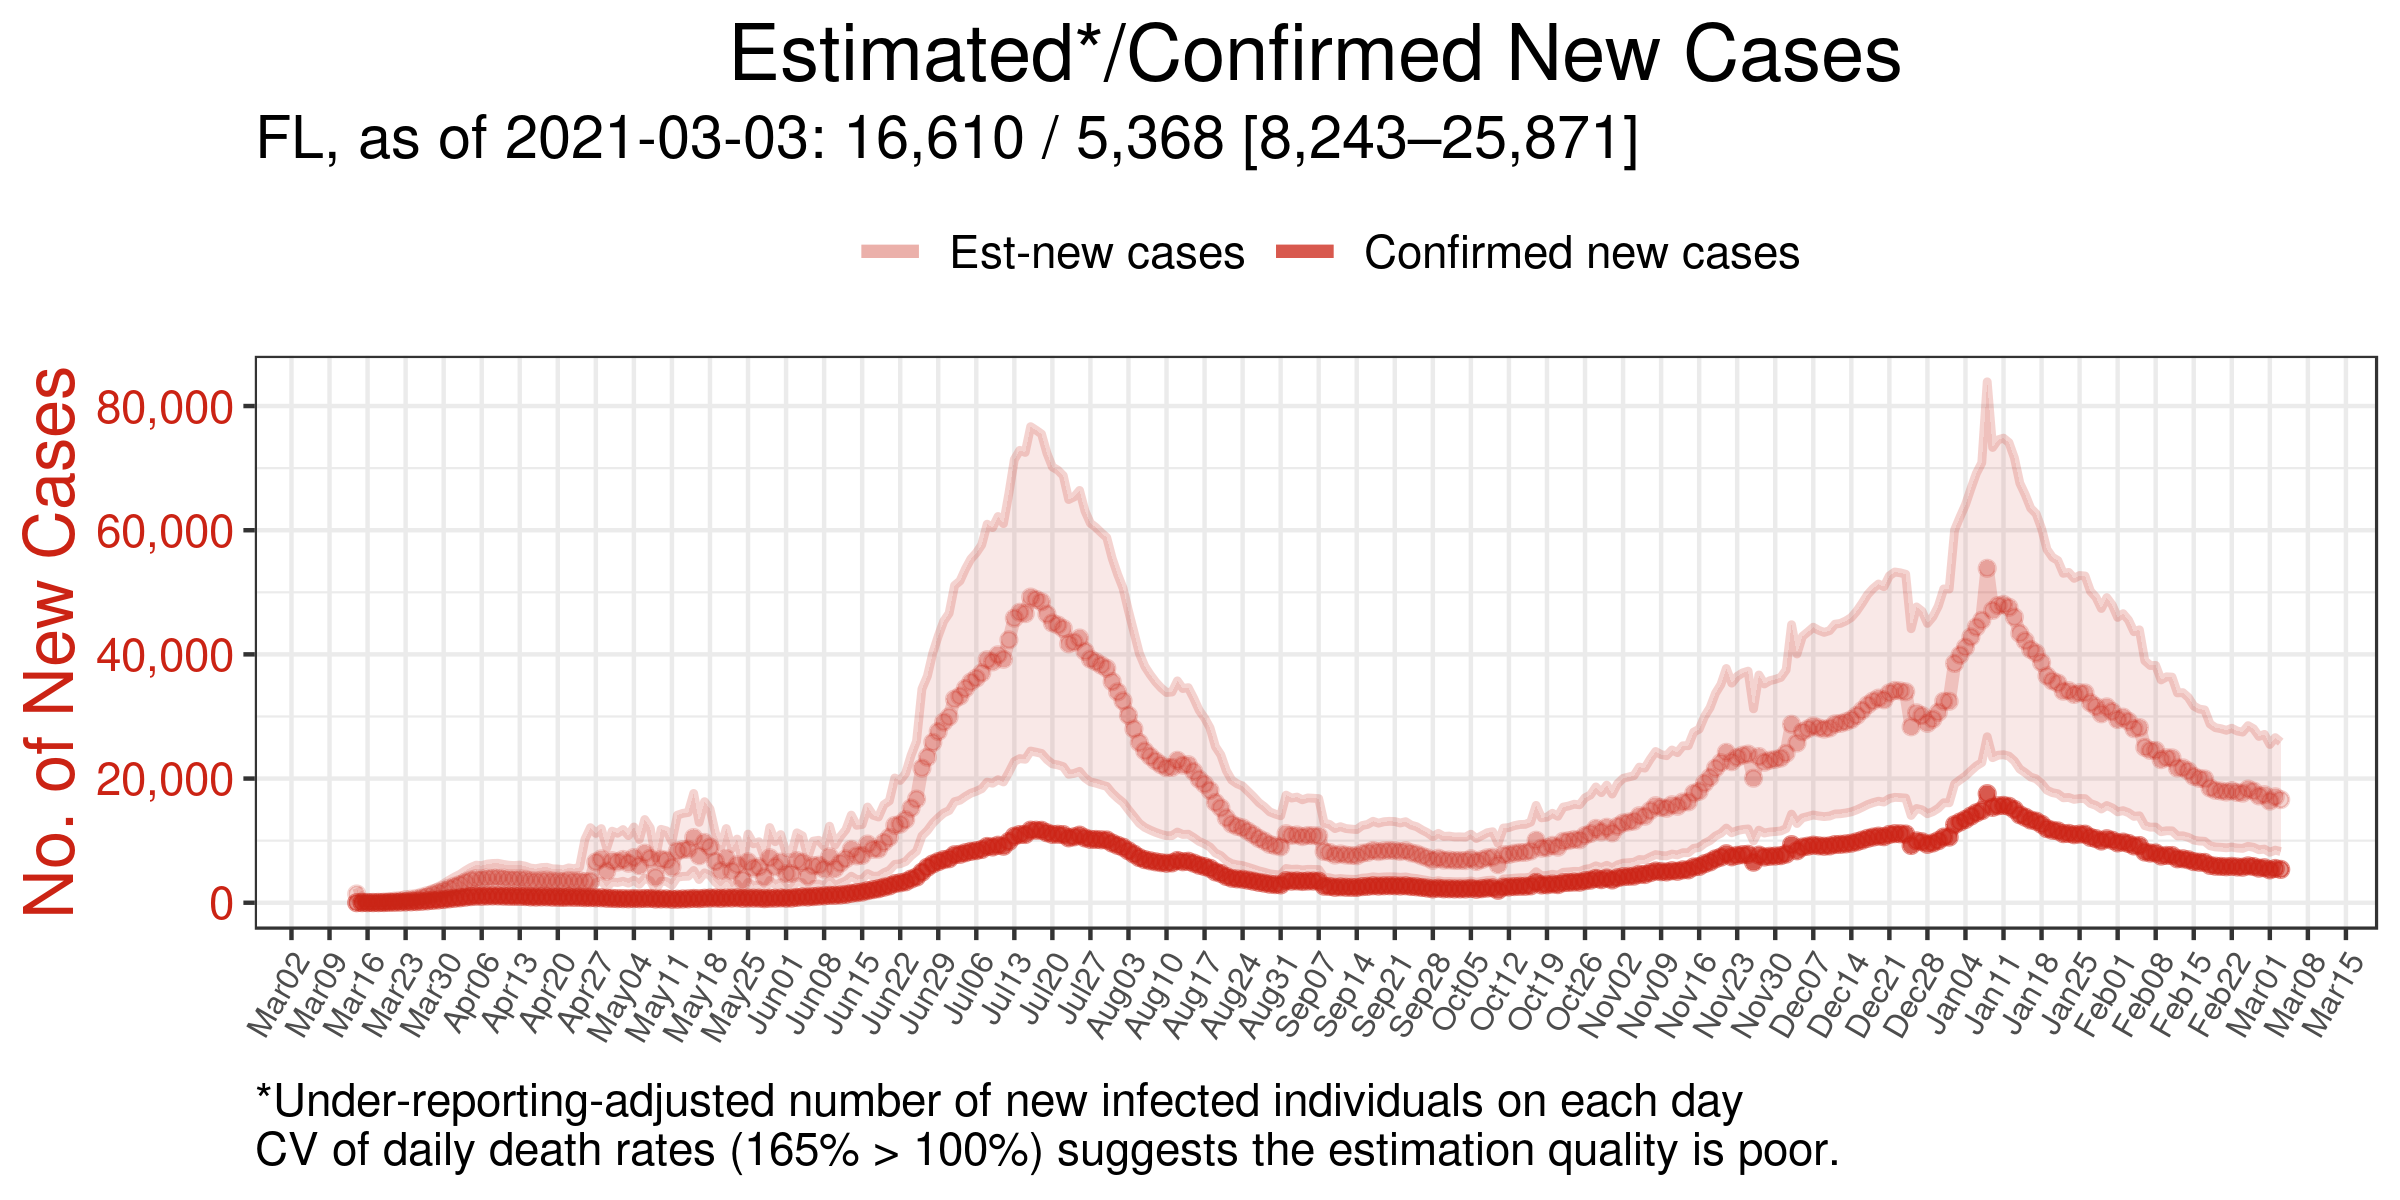 Estimated*/Confirmed New Cases
FL, as of 2021-03-03: 16,610 / 5,368 [8,243–25,871]
Est-new cases
Confirmed new cases
No. of New Cases
80,000
60,000
40,000
20,000
0
Mar02
Mar09
Mar16
Mar23
Mar30
Apr06
Apr13
Apr20
Apr27
May04
May11
May18
May25
Jun01
Jun08
Jun15
Jun22
Jun29
Jul06
Jul13
Jul20
Jul27
Aug03
Aug10
Aug17
Aug24
Aug31
Sep07
Sep14
Sep21
Sep28
Oct05
Oct12
Oct19
Oct26
Nov02
Nov09
Nov16
Nov23
Nov30
Dec07
Dec14
Dec21
Dec28
Jan04
Jan11
Jan18
Jan25
Feb01
Feb08
Feb15
Feb22
Mar01
Mar08
Mar15
*Under-reporting-adjusted number of new infected individuals on each day
CV of daily death rates (165% > 100%) suggests the estimation quality is poor.